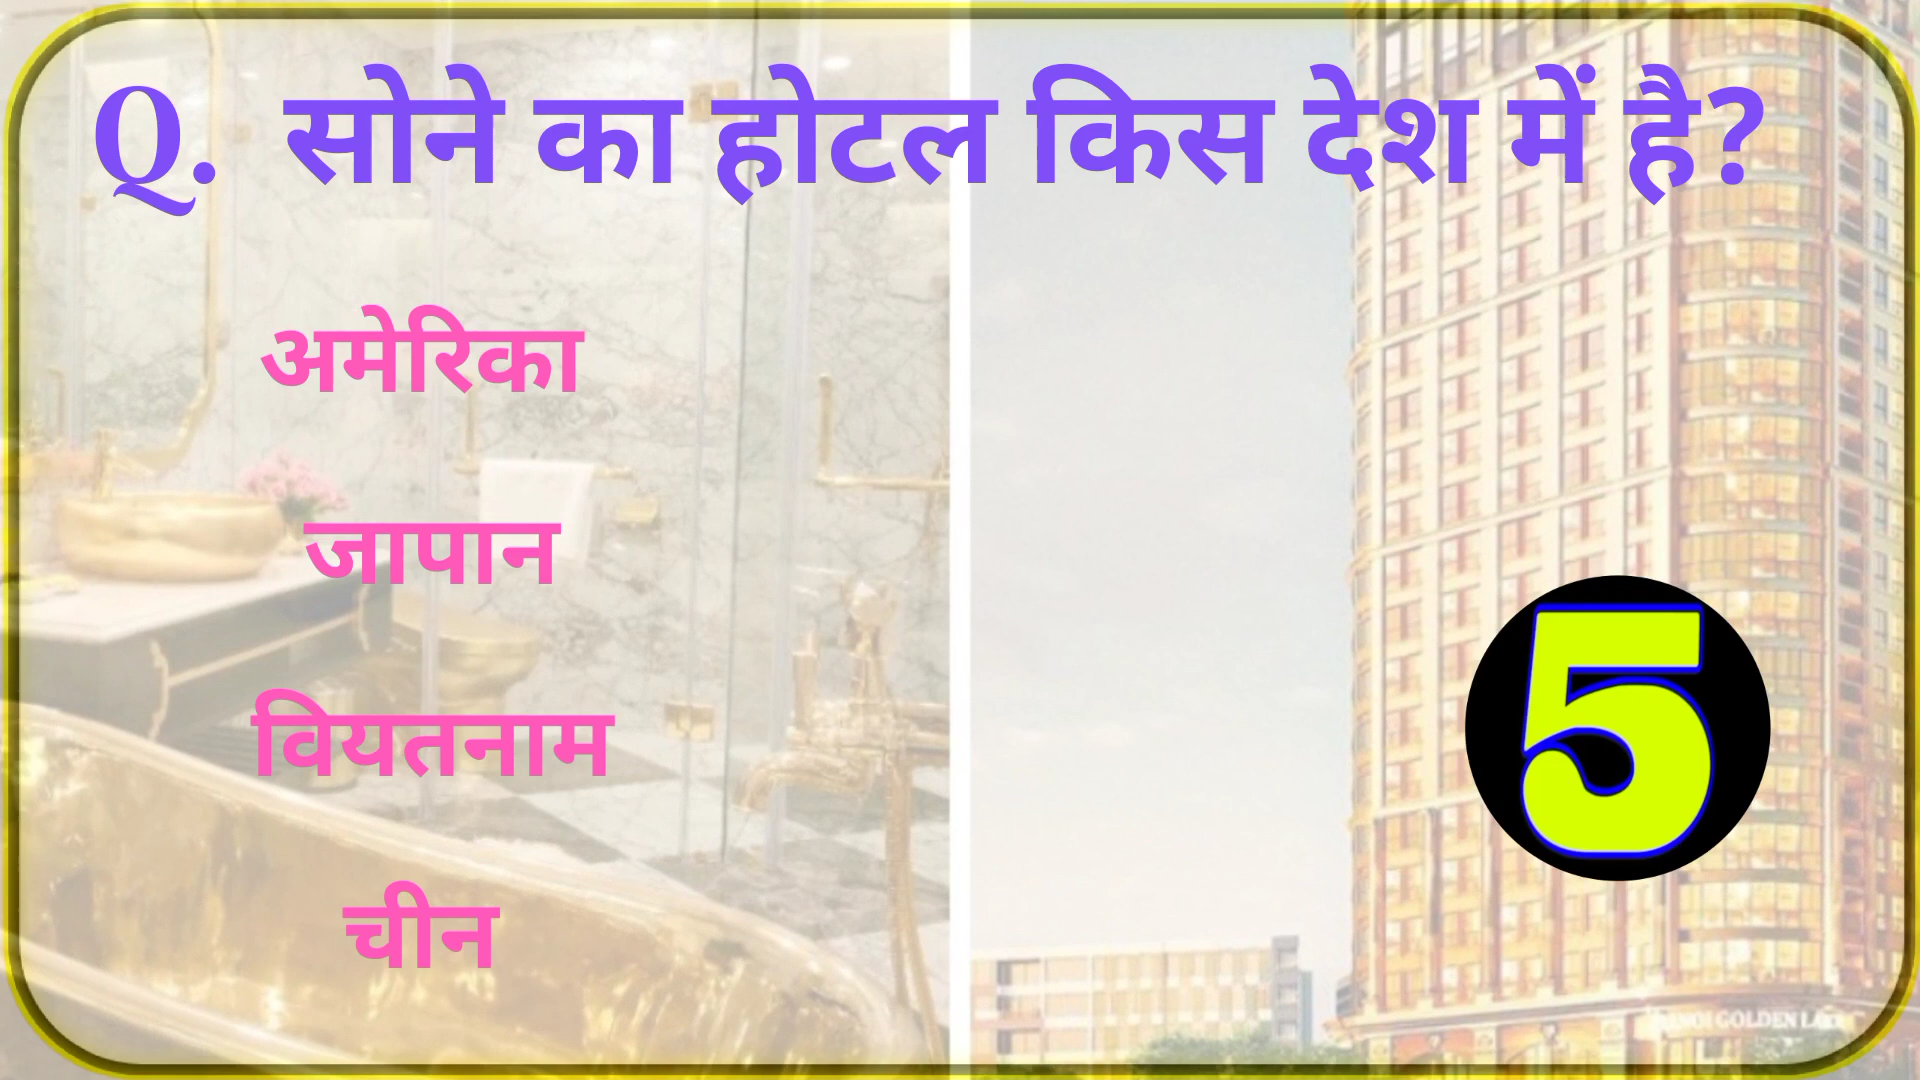 Q. सोने का होटल किस देश में है?
अमेरिका
जापान
वियतनाम
5
चीन